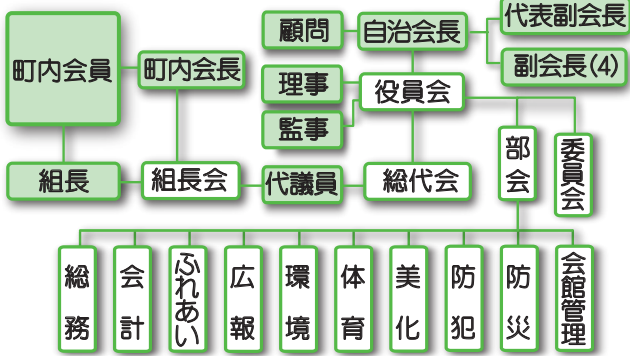 代表副会長
顧問
自治会長
副会長(4)
町内会員
町内会長
理事
役員会
監事
部会
委員会
組長
組長会
代議員
総代会
総務
会計
ふれあい
広報
環境
体育
美化
防犯
防災
会館管理